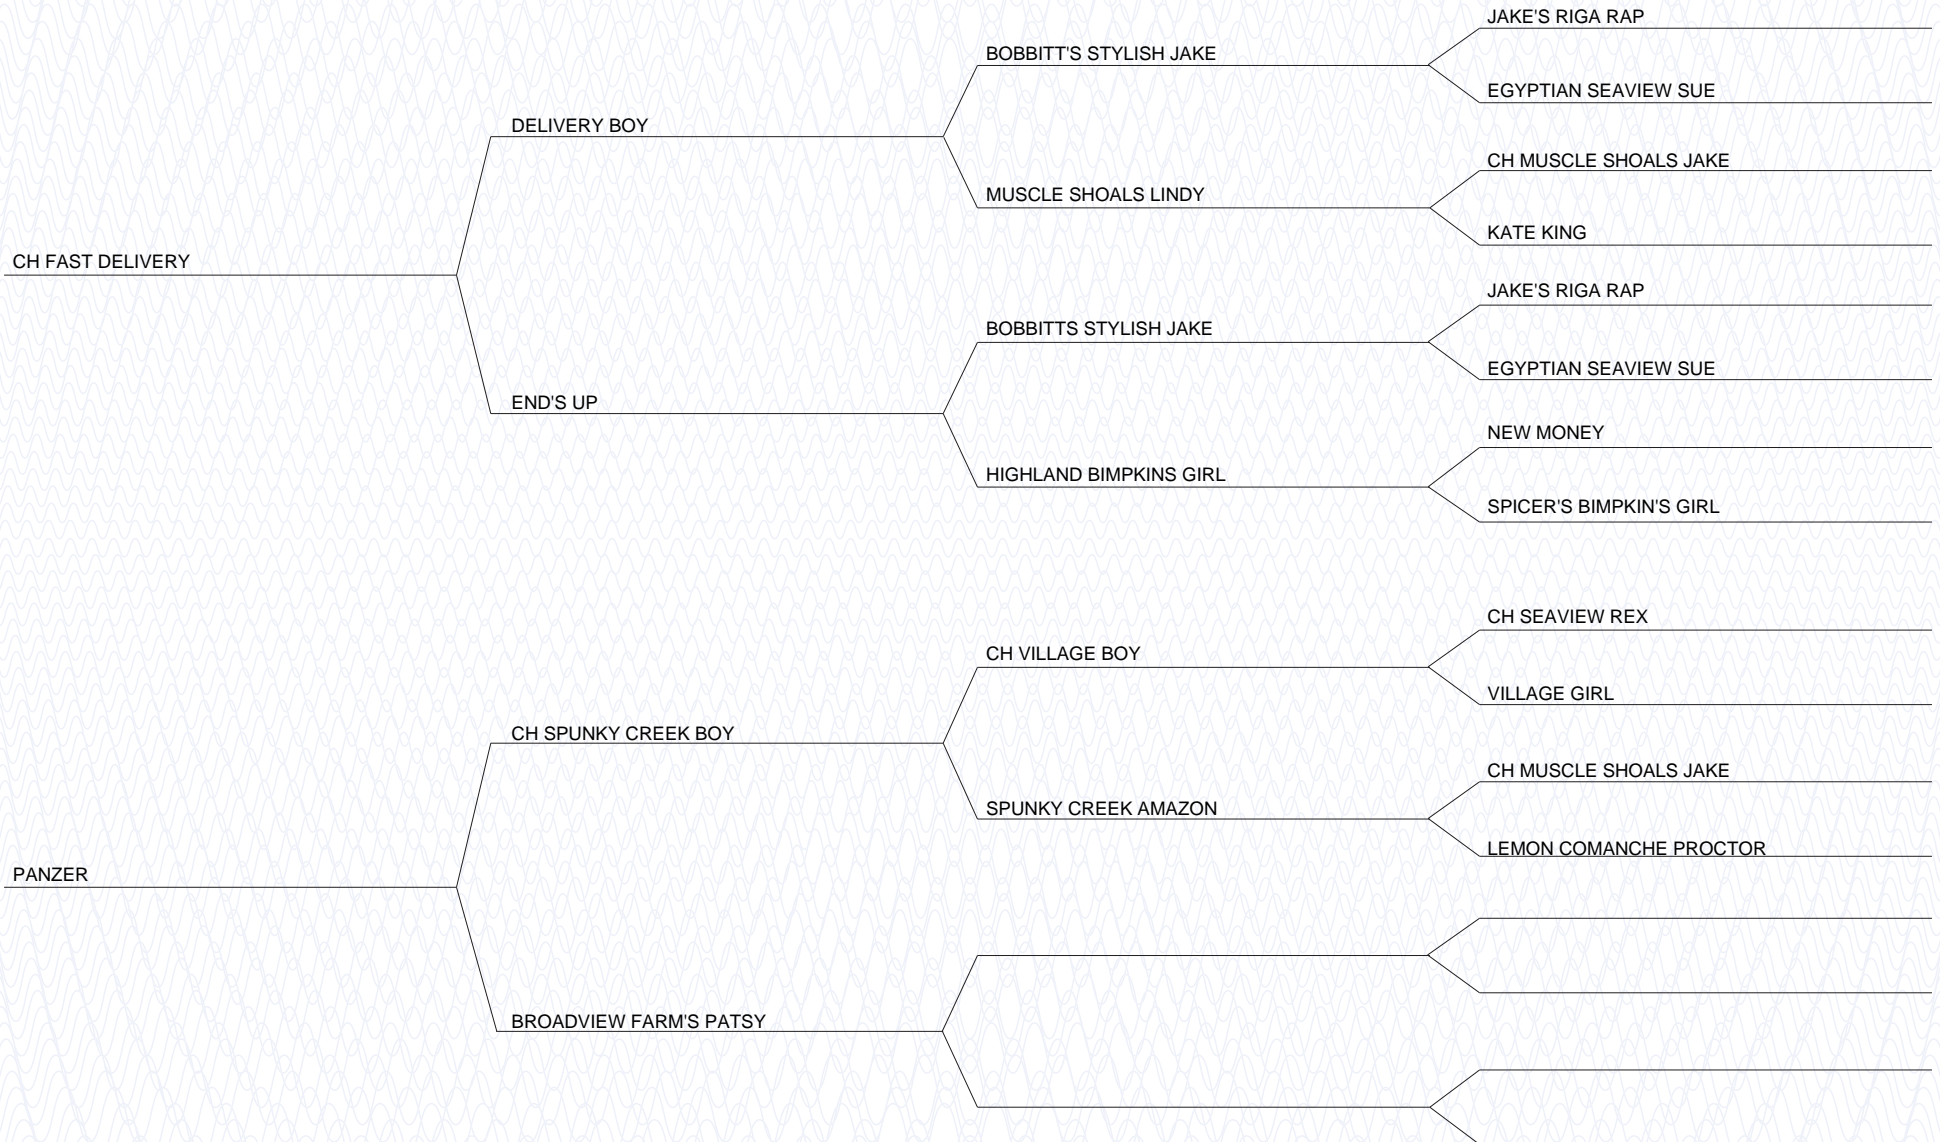 JAKE'S RIGA RAP
BOBBITT'S STYLISH JAKE
EGYPTIAN SEAVIEW SUE
DELIVERY BOY
CH MUSCLE SHOALS JAKE
MUSCLE SHOALS LINDY
KATE KING
CH FAST DELIVERY
JAKE'S RIGA RAP
BOBBITTS STYLISH JAKE
EGYPTIAN SEAVIEW SUE
END'S UP
NEW MONEY
HIGHLAND BIMPKINS GIRL
SPICER'S BIMPKIN'S GIRL
CH SEAVIEW REX
CH VILLAGE BOY
VILLAGE GIRL
CH SPUNKY CREEK BOY
CH MUSCLE SHOALS JAKE
SPUNKY CREEK AMAZON
LEMON COMANCHE PROCTOR
PANZER
BROADVIEW FARM'S PATSY